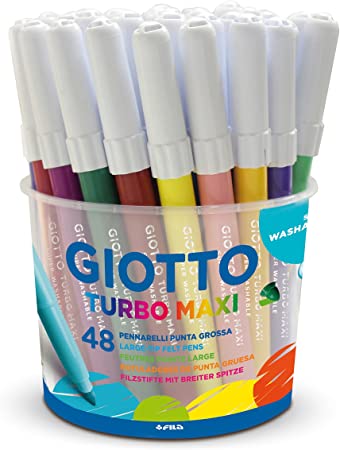 WASHA
GIOTTO
TURBO MAXI
48 PENNARELLI PUNTA GROSSA
LARGE TIP FELT PENS
FEUTRES POINTE LARGE
ROTULADORES DE PUNTA GRUESA
FILZSTIFTE MIT BREITER SPITZE
FILA